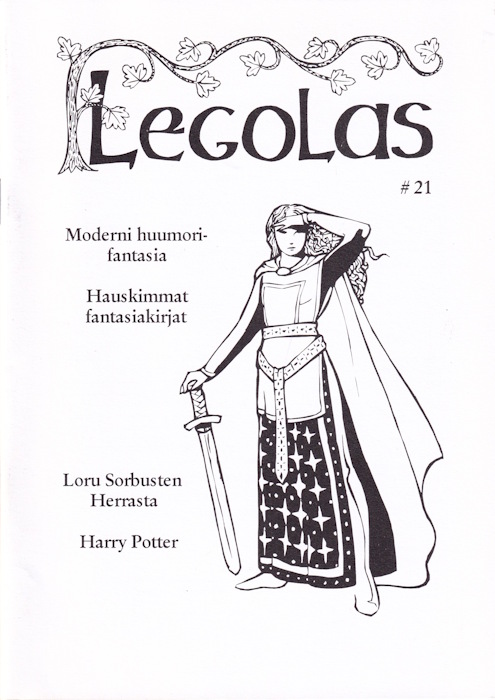 Legolas
# 21
Moderni huumori-
fantasia
Hauskimmat
fantasiakirjat
Loru Sorbusten
Herrasta
Harry Potter